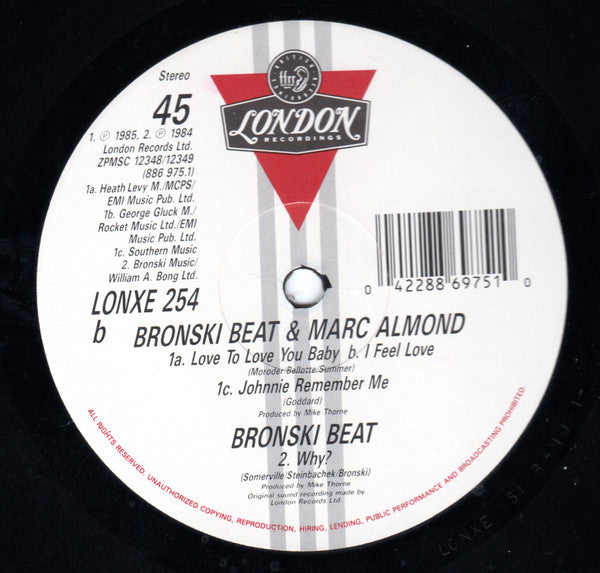 Stereo
45
1. ℗ 1985, 2. ℗ 1984
London Records Ltd.
ZPMSC 12348/12349
(886 975.1)
1a. Heath Levy M./MCPS/
EMI Music Pub. Ltd.
1b. George Gluck M./
Rocket Music Ltd./EMI
Music Pub. Ltd.
1c. Southern Music
2. Bronski Music/
William A. Bong Ltd.
LONXE 254
b
BRITISH
ffrr
RECORDINGS
LONDON
RECORDINGS
0 42288 69751 0
BRONSKI BEAT & MARC ALMOND
1a. Love To Love You Baby b. I Feel Love
(Moroder/Bellotte/Summer)
1c. Johnnie Remember Me
(Goddard)
Produced by Mike Thorne
BRONSKI BEAT
2. Why?
(Somerville/Steinbachek/Bronski)
Produced by Mike Thorne
Original sound recording made by
London Records Ltd.
ALL RIGHTS RESERVED. UNAUTHORIZED COPYING, REPRODUCTION, HIRING, LENDING, PUBLIC PERFORMANCE AND BROADCASTING PROHIBITED.
LONXE